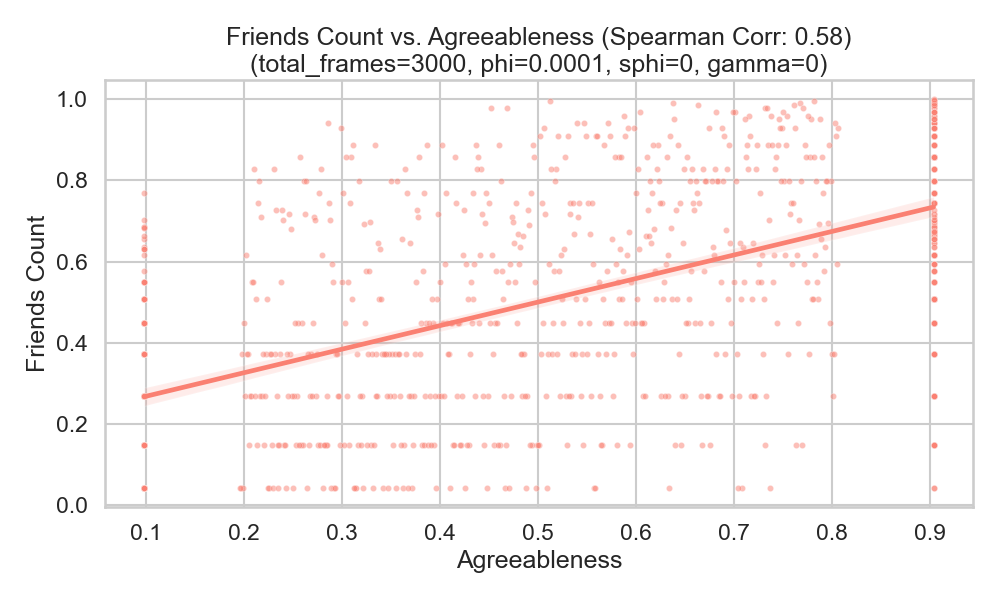 Friends Count vs. Agreeableness (Spearman Corr: 0.58)
(total_frames=3000, phi=0.0001, sphi=0, gamma=0)
Friends Count
1.0
0.8
0.6
0.4
0.2
0.0
0.1 0.2 0.3 0.4 0.5 0.6 0.7 0.8 0.9
Agreeableness